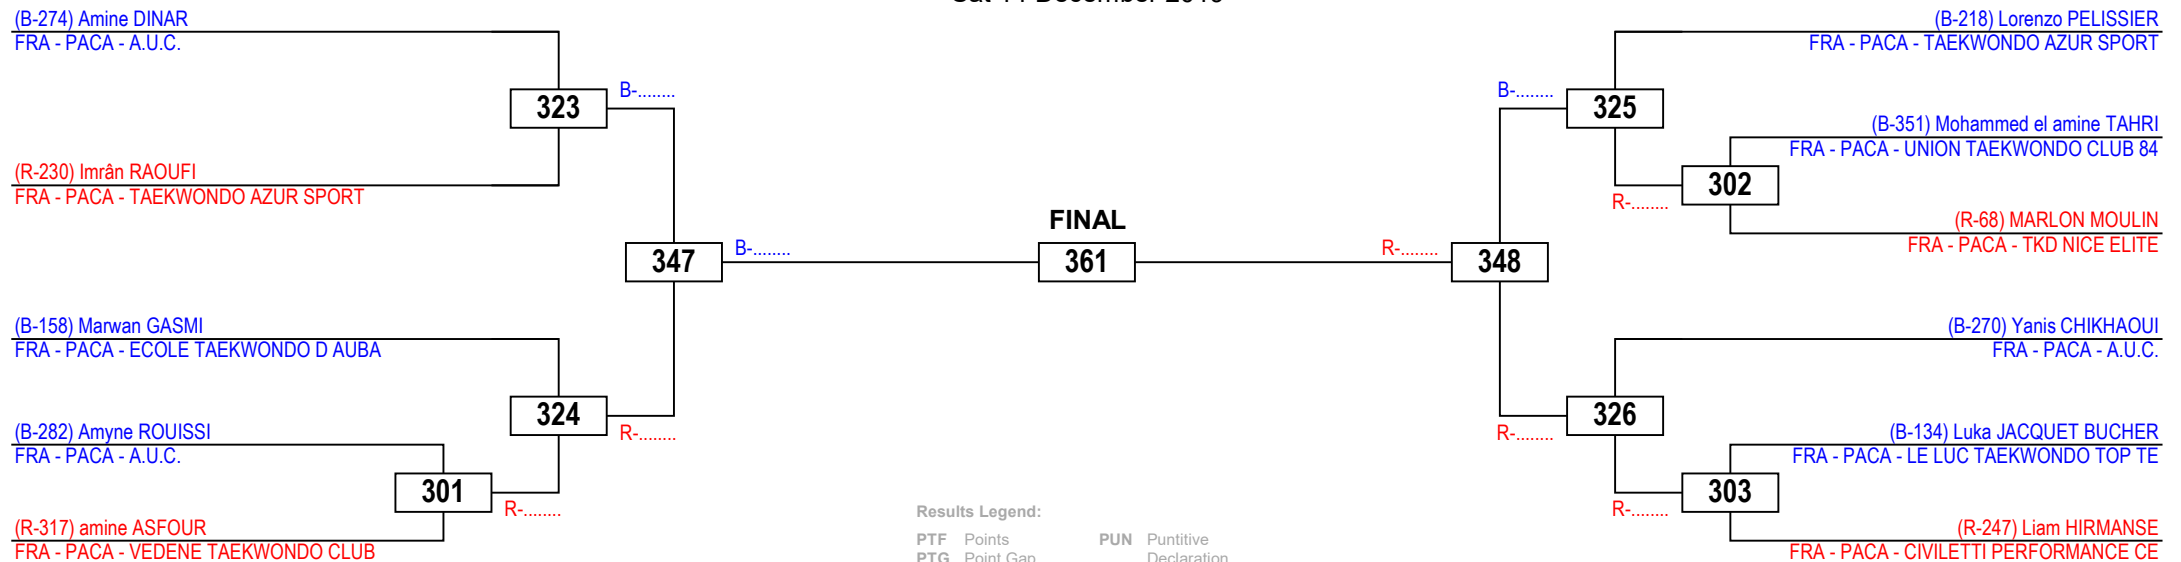 (B-274) Amine DINAR
FRA - PACA - A.U.C.
323
B-........
(R-230) Imrân RAOUFI
FRA - PACA - TAEKWONDO AZUR SPORT
347
B-........
(B-158) Marwan GASMI
FRA - PACA - ECOLE TAEKWONDO D AUBA
324
R-........
(B-282) Amyne ROUISSI
FRA - PACA - A.U.C.
301
R-........
(R-317) amine ASFOUR
FRA - PACA - VEDENE TAEKWONDO CLUB
FINAL
361
(B-218) Lorenzo PELISSIER
FRA - PACA - TAEKWONDO AZUR SPORT
B-........
325
(B-351) Mohammed el amine TAHRI
FRA - PACA - UNION TAEKWONDO CLUB 84
302
R-........
(R-68) MARLON MOULIN
FRA - PACA - TKD NICE ELITE
R-........
348
(B-270) Yanis CHIKHAOUI
FRA - PACA - A.U.C.
326
R-........
(B-134) Luka JACQUET BUCHER
FRA - PACA - LE LUC TAEKWONDO TOP TE
303
R-........
(R-247) Liam HIRMANSE
FRA - PACA - CIVILETTI PERFORMANCE CE
Results Legend:
PTF Points
PUN Puntitive
PTG Point Gap
Declaration